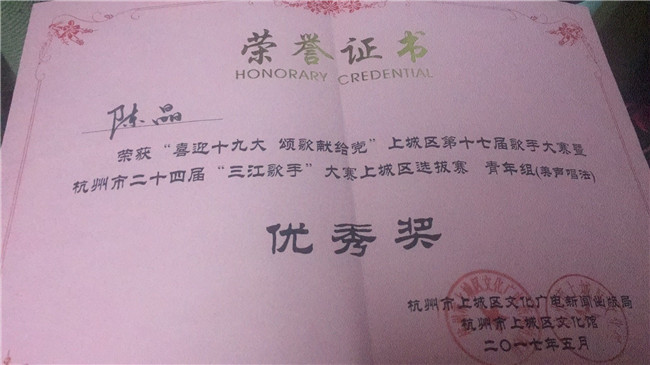 荣誉证书
HONORARY CREDENTIAL
陈晶
荣获“喜迎十九大 颂歌献给党”上城区第十七届歌手大赛暨
杭州市二十四届“三江歌手”大赛上城区选拔赛 青年组(美声唱法)
优秀奖
杭州市上城区文化广电新闻出版局
杭州市上城区文化馆
二〇一七年五月